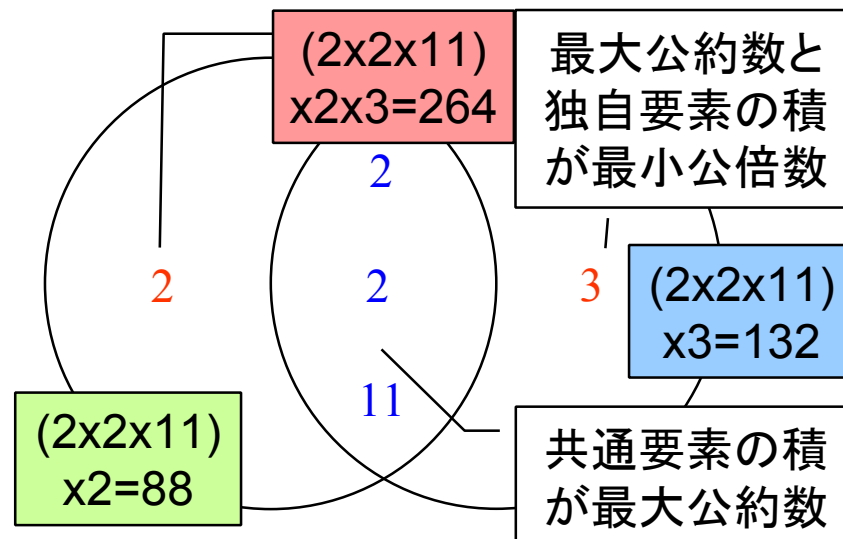 (2x2x11)
x2x3=264
最大公約数と
独自要素の積
が最小公倍数
2
2
2
3
11
(2x2x11)
x3=132
(2x2x11)
x2=88
共通要素の積
が最大公約数